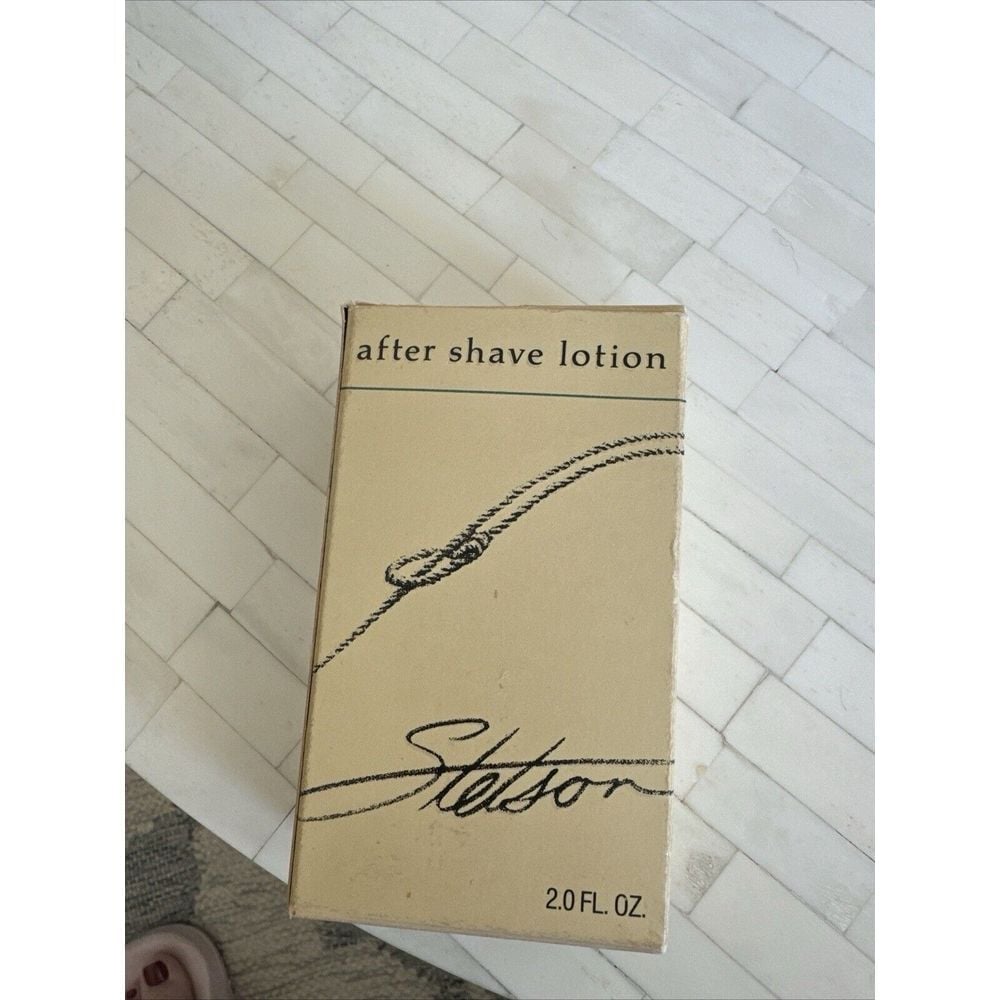 after shave lotion
Stetson
2.0 FL. OZ.